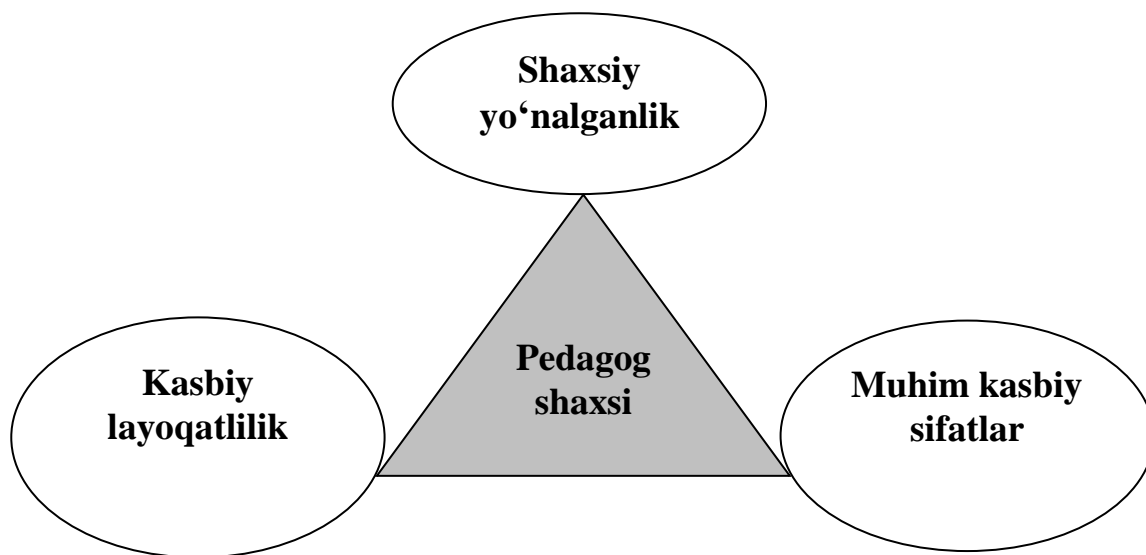 Shaxsiy
yo‘nalganlik
Pedagog
shaxsi
Kasbiy
layoqatlilik
Muhim kasbiy
sifatlar